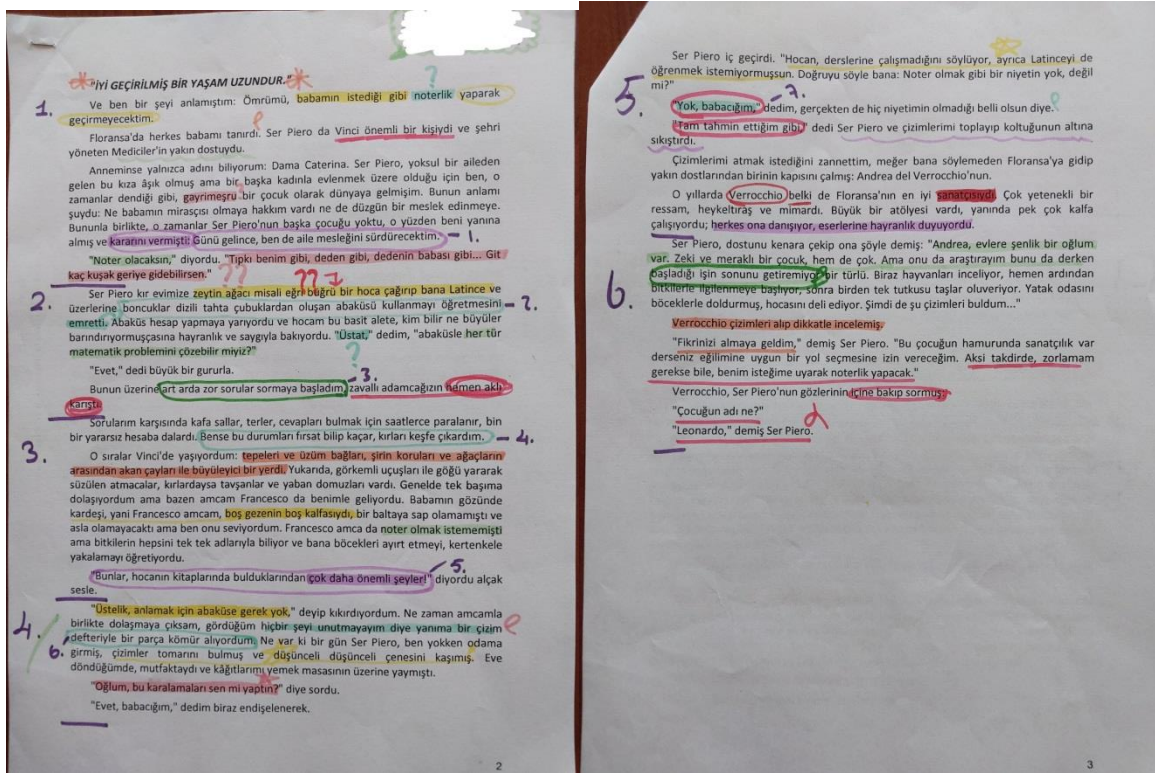 "İYİ GEÇİRİLMİŞ BİR YAŞAM UZUNDUR."
?
1.
Ve ben bir şeyi anlamıştım: Ömrümü, babamın istediği gibi noterlik yaparak
geçirmeyecektim.
Floransa'da herkes babamı tanırdı. Ser Piero da Vinci önemli bir kişiydi ve şehri
yöneten Mediciler'in yakın dostuydu.
Anneminse yalnızca adını biliyorum: Dama Caterina. Ser Piero, yoksul bir aileden
gelen bu kıza âşık olmuş ama bir başka kadınla evlenmek üzere olduğu için ben, o
zamanlar dendiği gibi, gayrimeşru bir çocuk olarak dünyaya gelmişim. Bunun anlamı
şuydu: Ne babamın mirasçısı olmaya hakkım vardı ne de düzgün bir meslek edinmeye.
Bununla birlikte, o zamanlar Ser Piero'nun başka çocuğu yoktu, o yüzden beni yanına
almış ve kararını vermişti: Günü gelince, ben de aile mesleğini sürdürecektim. - 1.
"Noter olacaksın," diyordu. "Tıpkı benim gibi, deden gibi, dedenin babası gibi... Git
kaç kuşak geriye gidebilirsen."
??
??
2.
Ser Piero kır evimize zeytin ağacı misali eğri büğrü bir hoca çağırıp bana Latince ve
üzerlerine boncuklar dizili tahta çubuklardan oluşan abaküsü kullanmayı öğretmesini - 2.
emretti. Abaküs hesap yapmaya yarıyordu ve hocam bu basit alete, kim bilir ne büyüler
barındırıyormuşçasına hayranlık ve saygıyla bakıyordu. "Üstat," dedim, "abaküsle her tür
matematik problemini çözebilir miyiz?"
?
"Evet," dedi büyük bir gururla.
Bunun üzerine art arda zor sorular sormaya başladım, zavallı adamcağızın hemen aklı
karıştı.
3.
Sorularım karşısında kafa sallar, terler, cevapları bulmak için saatlerce paralanır, bin
bir yararsız hesaba dalardı. Bense bu durumları fırsat bilip kaçar, kırları keşfe çıkardım. - 4.
3.
O sıralar Vinci'de yaşıyordum: tepeleri ve üzüm bağları, şirin koruları ve ağaçların
arasından akan çayları ile büyüleyici bir yerdi. Yukarıda, görkemli uçuşları ile göğü yararak
süzülen atmacalar, kırlardaysa tavşanlar ve yaban domuzları vardı. Genelde tek başıma
dolaşıyordum ama bazen amcam Francesco da benimle geliyordu. Babamın gözünde
kardeşi, yani Francesco amcam, boş gezenin boş kalfasıydı, bir baltaya sap olamamıştı ve
asla olamayacaktı ama ben onu seviyordum. Francesco amca da noter olmak istememişti
ama bitkilerin hepsini tek tek adlarıyla biliyor ve bana böcekleri ayırt etmeyi, kertenkele
yakalamayı öğretiyordu.
5.
"Bunlar, hocanın kitaplarında bulduklarından çok daha önemli şeyler!" diyordu alçak
sesle.
4.
"Üstelik, anlamak için abaküse gerek yok," deyip kıkırdıyordum. Ne zaman amcamla
birlikte dolaşmaya çıksam, gördüğüm hiçbir şeyi unutmayayım diye yanıma bir çizim
defteriyle bir parça kömür alıyordum. Ne var ki bir gün Ser Piero, ben yokken odama
6.
girmiş, çizimler tomarını bulmuş ve düşünceli düşünceli çenesini kaşımış. Eve
döndüğümde, mutfaktaydı ve kâğıtlarımı yemek masasının üzerine yaymıştı.
"Oğlum, bu karalamaları sen mi yaptın?" diye sordu.
"Evet, babacığım," dedim biraz endişelenerek.
2
Ser Piero iç geçirdi. "Hocan, derslerine çalışmadığını söylüyor, ayrıca Latinceyi de
öğrenmek istemiyormuşsun. Doğruyu söyle bana: Noter olmak gibi bir niyetin yok, değil
mi?"
5.
7.
"Yok, babacığım," dedim, gerçekten de hiç niyetimin olmadığı belli olsun diye.
"Tam tahmin ettiğim gibi," dedi Ser Piero ve çizimlerimi toplayıp koltuğunun altına
sıkıştırdı.
Çizimlerimi atmak istediğini zannettim, meğer bana söylemeden Floransa'ya gidip
yakın dostlarından birinin kapısını çalmış: Andrea del Verrocchio'nun.
O yıllarda Verrocchio belki de Floransa'nın en iyi sanatçısıydı. Çok yetenekli bir
ressam, heykeltıraş ve mimardı. Büyük bir atölyesi vardı, yanında pek çok kalfa
çalışıyordu; herkes ona danışıyor, eserlerine hayranlık duyuyordu.
6.
Ser Piero, dostunu kenara çekip ona şöyle demiş: "Andrea, evlere şenlik bir oğlum
var. Zeki ve meraklı bir çocuk, hem de çok. Ama onu da araştırayım bunu da derken
başladığı işin sonunu getiremiyor bir türlü. Biraz hayvanları inceliyor, hemen ardından
bitkilerle ilgilenmeye başlıyor, sonra birden tek tutkusu taşlar oluveriyor. Yatak odasını
böceklerle doldurmuş, hocasını deli ediyor. Şimdi de şu çizimleri buldum..."
Verrocchio çizimleri alıp dikkatle incelemiş.
"Fikrinizi almaya geldim," demiş Ser Piero. "Bu çocuğun hamurunda sanatçılık var
derseniz eğilimine uygun bir yol seçmesine izin vereceğim. Aksi takdirde, zorlamam
gerekse bile, benim isteğime uyarak noterlik yapacak."
Verrocchio, Ser Piero'nun gözlerinin içine bakıp sormuş:
"Çocuğun adı ne?"
"Leonardo," demiş Ser Piero.
3